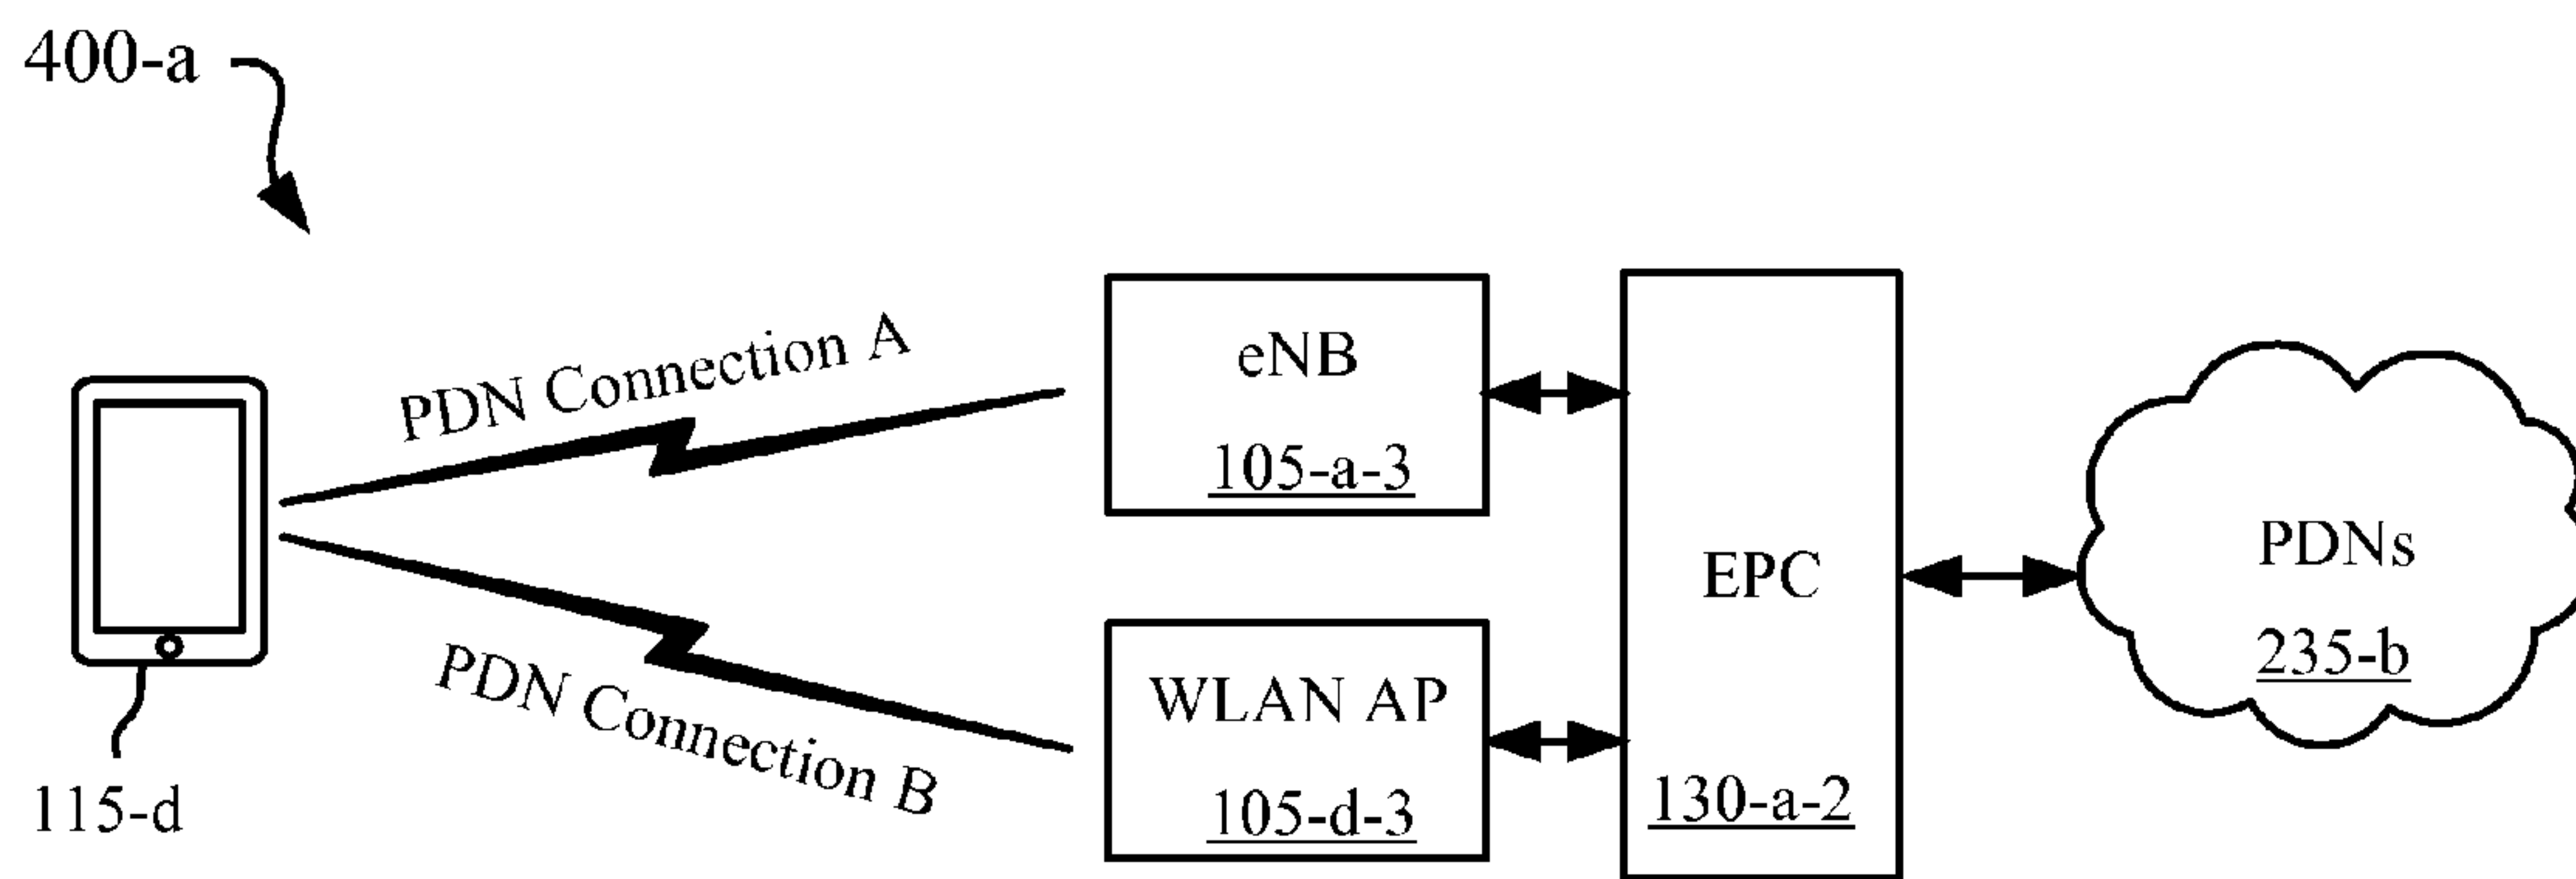 400-a
PDN Connection A
eNB
105-a-3
PDN Connection B
115-d
WLAN AP
105-d-3
EPC
130-a-2
PDNs
235-b